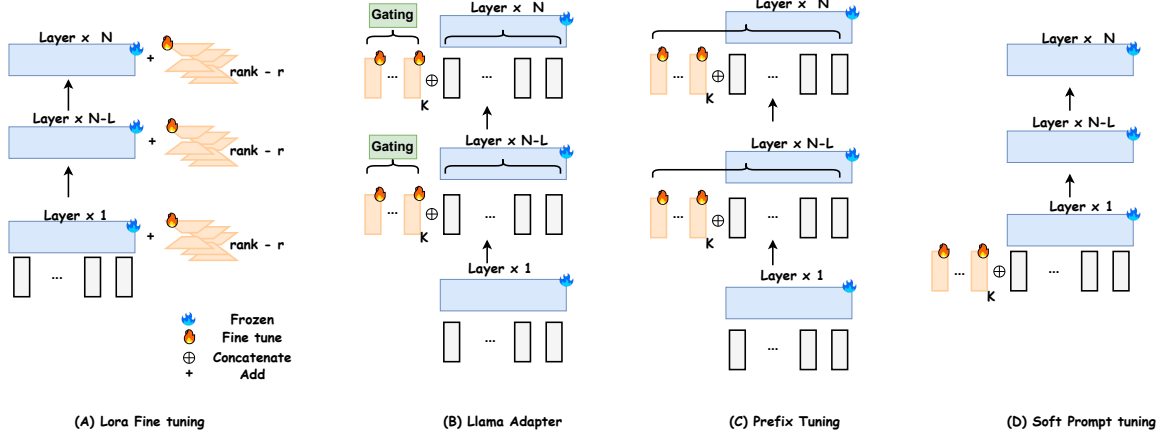 Layer x N
+
rank - r
Layer x N-L
+
rank - r
Layer x 1
+
rank - r
...
Frozen
Fine tune
⊕ Concatenate
+ Add
(A) Lora Fine tuning
Gating
Layer x N
... ⊕ ...
K
Gating
Layer x N-L
... ⊕ ...
K
Layer x 1
...
(B) Llama Adapter
Layer x N
... ⊕ ...
K
Layer x N-L
... ⊕ ...
K
Layer x 1
...
(C) Prefix Tuning
Layer x N
Layer x N-L
Layer x 1
... ⊕ ...
K
(D) Soft Prompt tuning